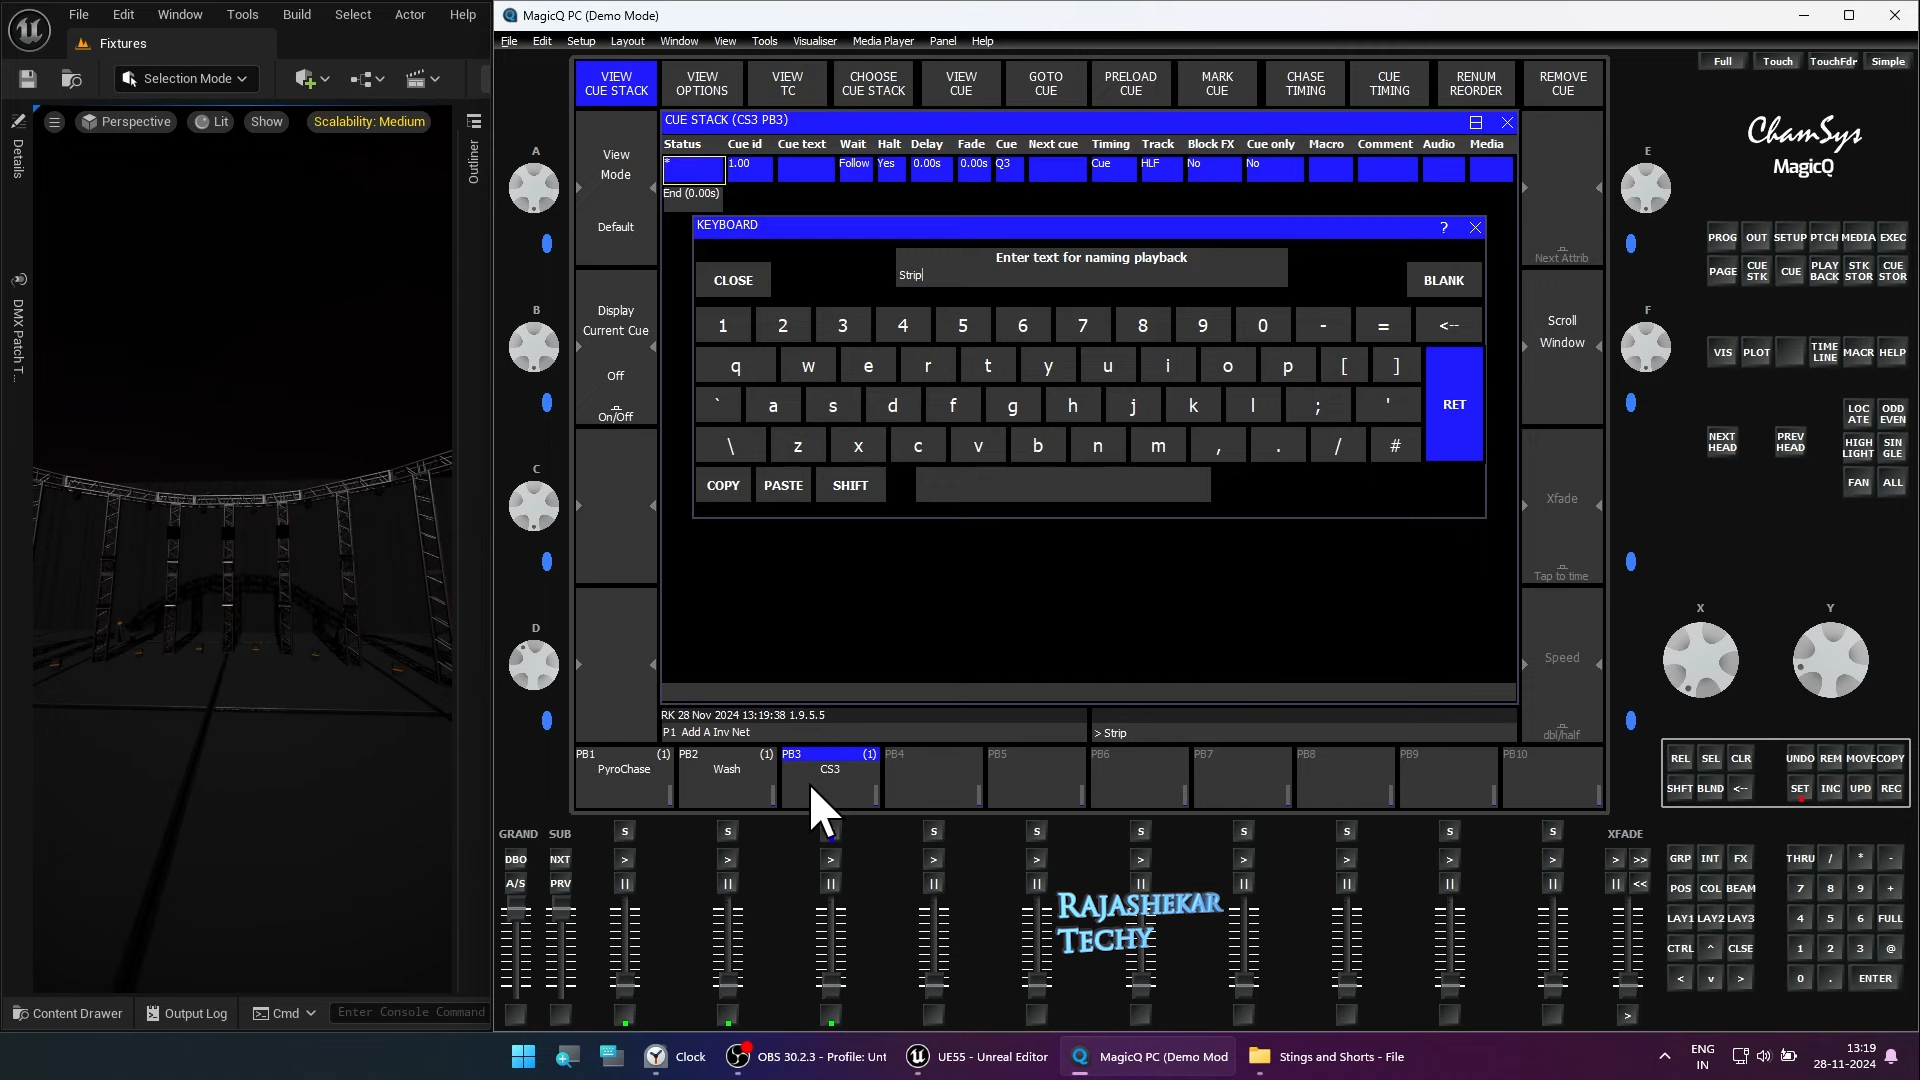 File Edit Window Tools Build Select Actor Help
Fixtures
Selection Mode
Perspective Lit Show Scalability: Medium
Details
DMX Patch T...
Outliner
Content Drawer Output Log Cmd Enter Console Command
MagicQ PC (Demo Mode)
File Edit Setup Layout Window View Tools Visualiser Media Player Panel Help
Full Touch TouchFdr Simple
VIEW CUE STACK
VIEW OPTIONS
VIEW TC
CHOOSE CUE STACK
VIEW CUE
GOTO CUE
PRELOAD CUE
MARK CUE
CHASE TIMING
CUE TIMING
RENUM REORDER
REMOVE CUE
CUE STACK (CS3 PB3)
Status Cue id Cue text Wait Halt Delay Fade Cue Next cue Timing Track Block FX Cue only Macro Comment Audio Media
* 1.00 Follow Yes 0.00s 0.00s Q3 Cue HLF No No
End (0.00s)
View Mode
Default
Display Current Cue
Off
On/Off
A
B
C
D
KEYBOARD ?
Enter text for naming playback
Strip
CLOSE
BLANK
1 2 3 4 5 6 7 8 9 0 - = <--
q w e r t y u i o p [ ]
` a s d f g h j k l ; '
RET
\ z x c v b n m , . / #
COPY PASTE SHIFT
Next Attrib
Scroll Window
Xfade
Tap to time
Speed
dbl/half
E
F
X Y
ChamSys
MagicQ
PROG OUT SETUP PTCH MEDIA EXEC
PAGE CUE STK CUE PLAY BACK STK STOR CUE STOR
VIS PLOT TIME LINE MACR HELP
LOC ATE ODD EVEN
NEXT HEAD PREV HEAD HIGH LIGHT SIN GLE
FAN ALL
RK 28 Nov 2024 13:19:38 1.9.5.5
P1 Add A Inv Net
> Strip
PB1 (1) PB2 (1) PB3 (1) PB4 PB5 PB6 PB7 PB8 PB9 PB10
PyroChase Wash CS3
REL SEL CLR UNDO REM MOVE COPY
SHFT BLND <-- SET INC UPD REC
GRAND SUB
S S S S S S S S S
XFADE
DBO NXT > > > > > > > > > > > >>
A/S PRV || || || || || || || || || || || <<
>
GRP INT FX THRU / * -
POS COL BEAM 7 8 9 +
LAY1 LAY2 LAY3 4 5 6 FULL
CTRL ^ CLSE 1 2 3 @
< v > 0 . ENTER
RAJASHEKAR
TECHY
Clock
OBS 30.2.3 - Profile: Unt
UE55 - Unreal Editor
MagicQ PC (Demo Mod
Stings and Shorts - File
ENG
IN
13:19
28-11-2024